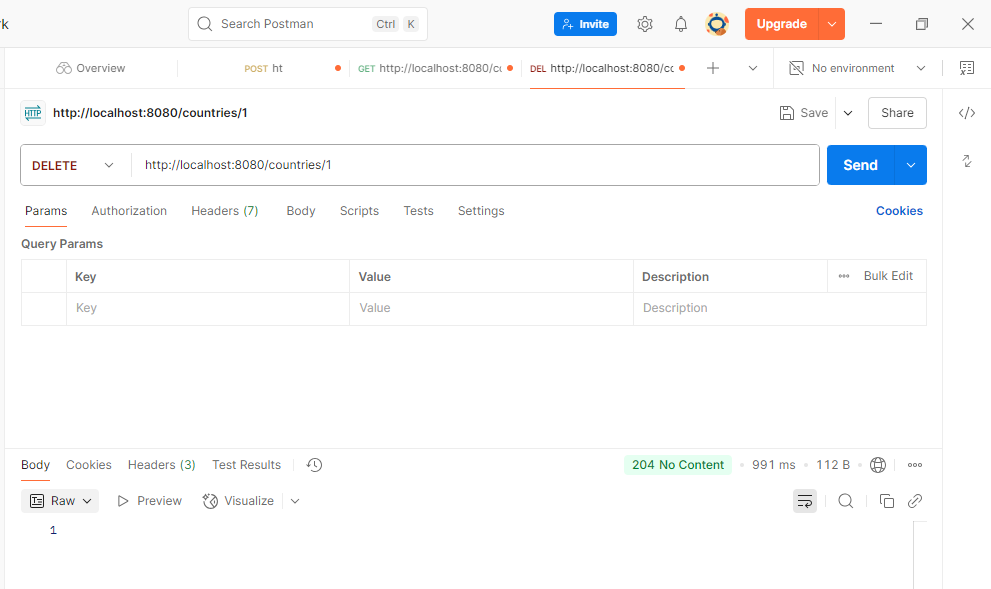 rk
Search Postman Ctrl K Invite Upgrade
Overview POST ht GET http://localhost:8080/cc DEL http://localhost:8080/cc No environment
HTTP http://localhost:8080/countries/1 Save Share
DELETE http://localhost:8080/countries/1 Send
Params Authorization Headers (7) Body Scripts Tests Settings Cookies
Query Params
Key Value Description Bulk Edit
Key Value Description
Body Cookies Headers (3) Test Results 204 No Content 991 ms 112 B
Raw Preview Visualize
1